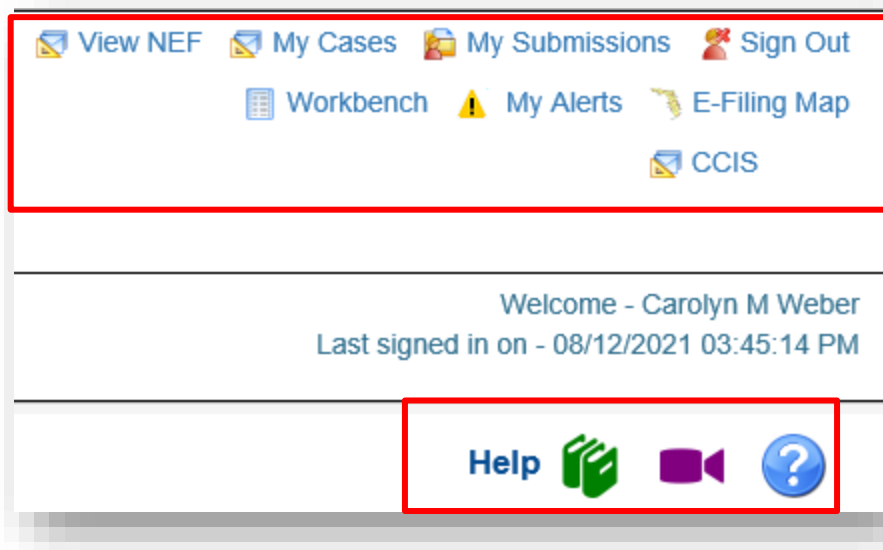 View NEF My Cases My Submissions Sign Out
Workbench My Alerts E-Filing Map
CCIS
Welcome - Carolyn M Weber
Last signed in on - 08/12/2021 03:45:14 PM
Help ?